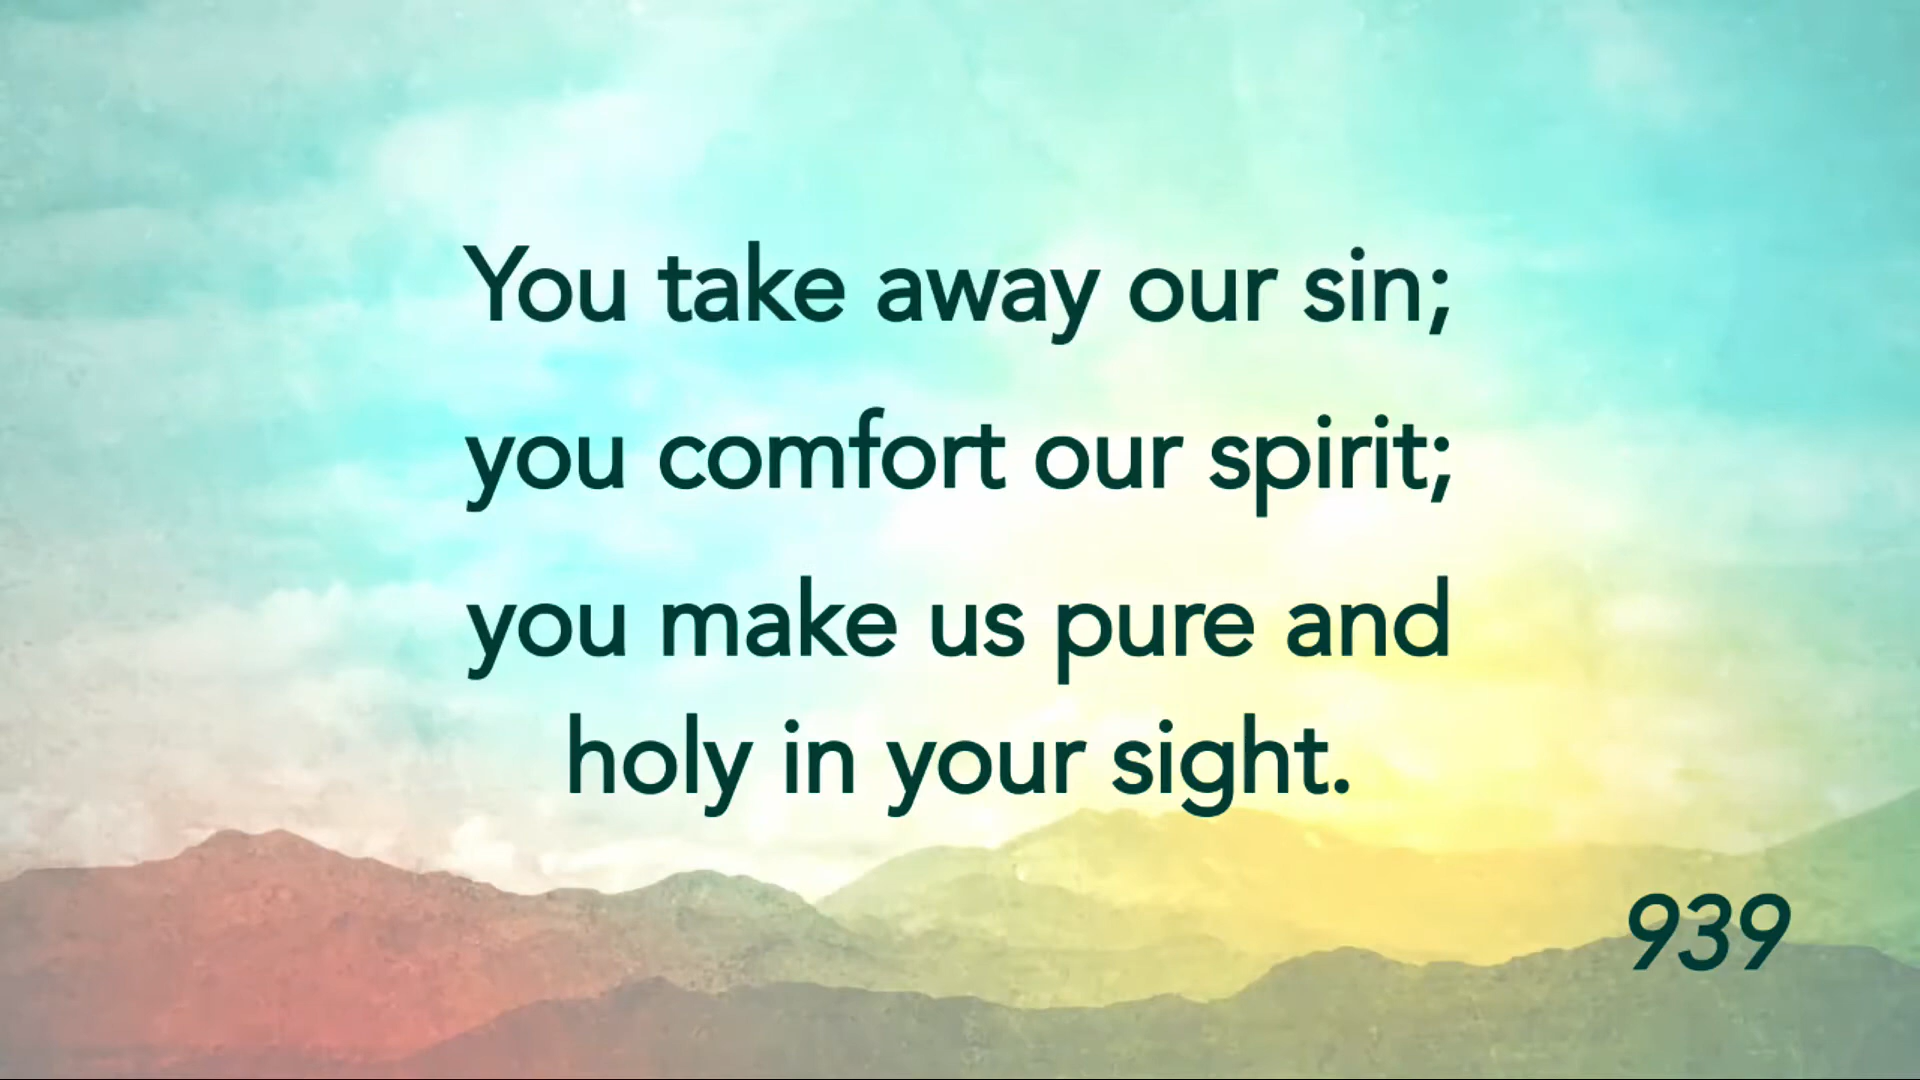 You take away our sin;
you comfort our spirit;
you make us pure and
holy in your sight.
939